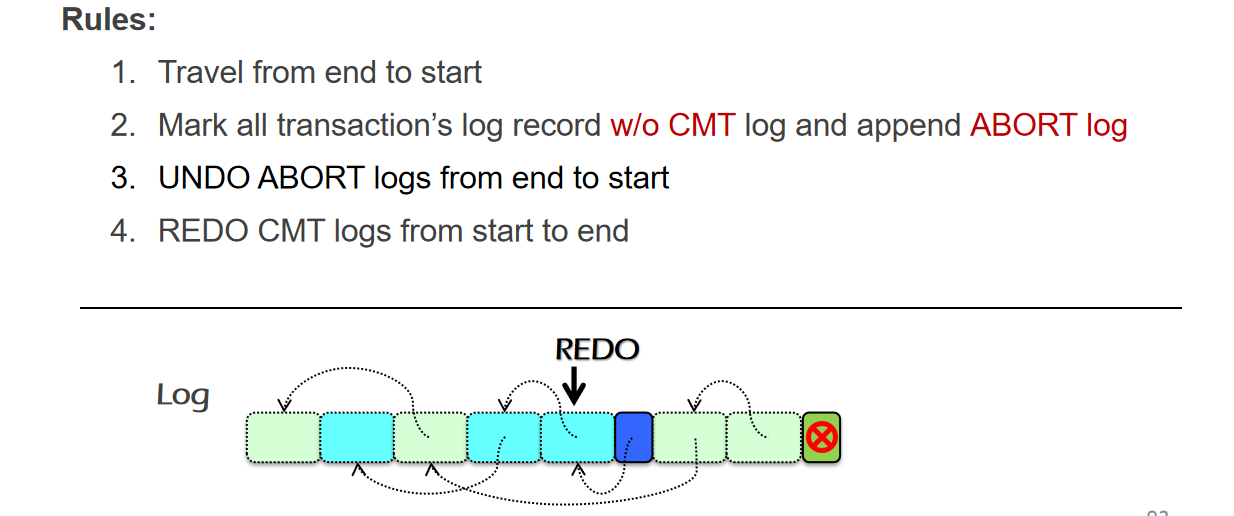 Rules:
1. Travel from end to start
2. Mark all transaction’s log record w/o CMT log and append ABORT log
3. UNDO ABORT logs from end to start
4. REDO CMT logs from start to end
REDO
Log